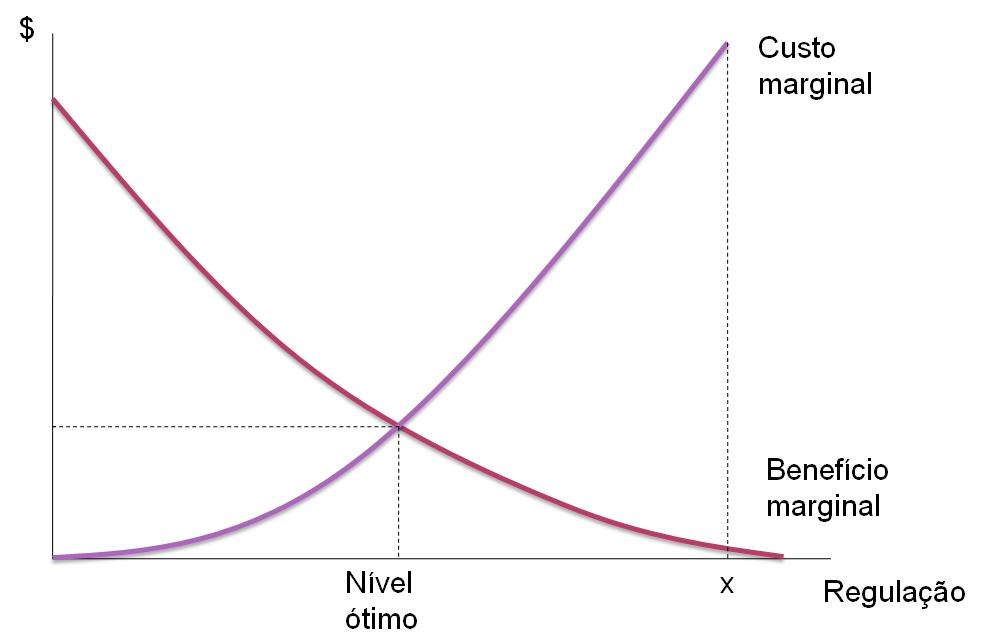 $
Custo
marginal
Benefício
marginal
Nível
ótimo
x
Regulação